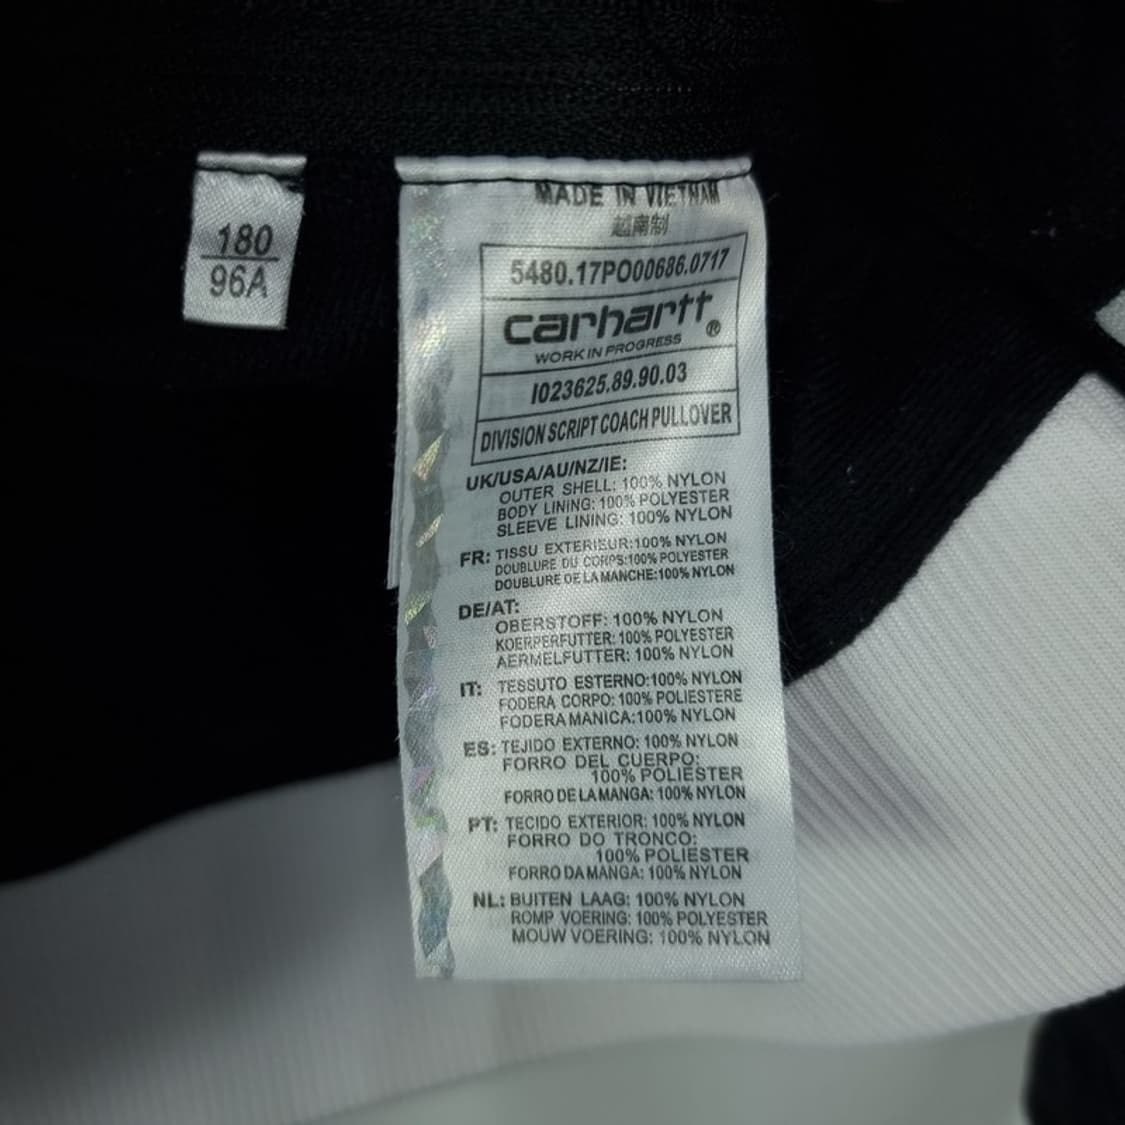 180
96A
MADE IN VIETNAM
越南制
5480.17PO00686.0717
carhartt®
WORK IN PROGRESS
I023625.89.90.03
DIVISION SCRIPT COACH PULLOVER
UK/USA/AU/NZ/IE:
OUTER SHELL: 100% NYLON
BODY LINING: 100% POLYESTER
SLEEVE LINING: 100% NYLON
FR: TISSU EXTERIEUR:100% NYLON
DOUBLURE DU CORPS:100% POLYESTER
DOUBLURE DE LA MANCHE:100% NYLON
DE/AT:
OBERSTOFF: 100% NYLON
KOERPERFUTTER: 100% POLYESTER
AERMELFUTTER: 100% NYLON
IT: TESSUTO ESTERNO:100% NYLON
FODERA CORPO: 100% POLIESTERE
FODERA MANICA:100% NYLON
ES: TEJIDO EXTERNO: 100% NYLON
FORRO DEL CUERPO:
100% POLIESTER
FORRO DE LA MANGA: 100% NYLON
PT: TECIDO EXTERIOR: 100% NYLON
FORRO DO TRONCO:
100% POLIESTER
FORRO DA MANGA: 100% NYLON
NL: BUITEN LAAG: 100% NYLON
ROMP VOERING: 100% POLYESTER
MOUW VOERING: 100% NYLON